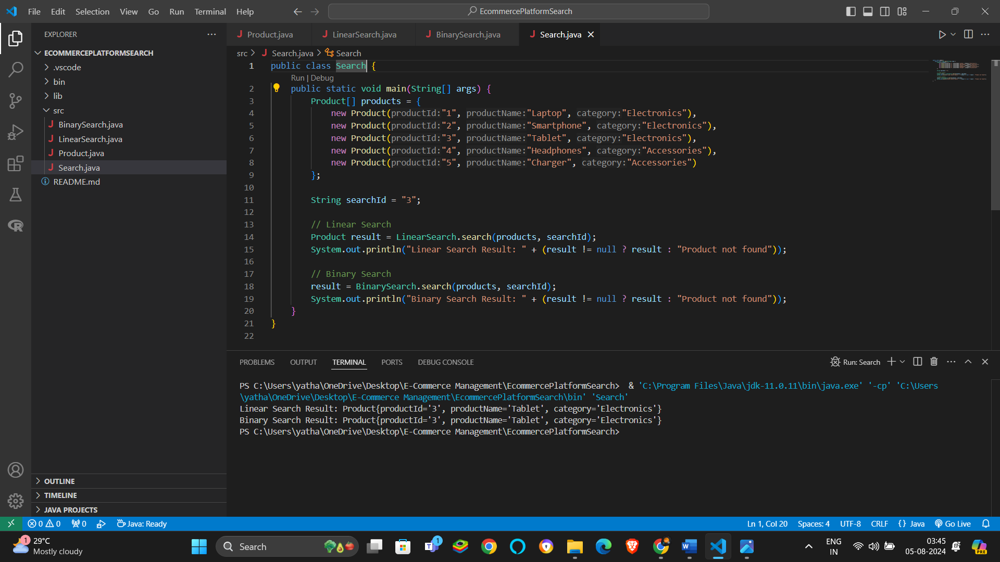 File Edit Selection View Go Run Terminal Help
EcommercePlatformSearch
EXPLORER
ECOMMERCEPLATFORMSEARCH
.vscode
bin
lib
src
BinarySearch.java
LinearSearch.java
Product.java
Search.java
README.md
OUTLINE
TIMELINE
JAVA PROJECTS
Product.java LinearSearch.java BinarySearch.java Search.java
src > Search.java > Search
1 public class Search {
Run | Debug
2 public static void main(String[] args) {
3 Product[] products = {
4 new Product(productId:"1", productName:"Laptop", category:"Electronics"),
5 new Product(productId:"2", productName:"Smartphone", category:"Electronics"),
6 new Product(productId:"3", productName:"Tablet", category:"Electronics"),
7 new Product(productId:"4", productName:"Headphones", category:"Accessories"),
8 new Product(productId:"5", productName:"Charger", category:"Accessories")
9 };
10
11 String searchId = "3";
12
13 // Linear Search
14 Product result = LinearSearch.search(products, searchId);
15 System.out.println("Linear Search Result: " + (result != null ? result : "Product not found"));
16
17 // Binary Search
18 result = BinarySearch.search(products, searchId);
19 System.out.println("Binary Search Result: " + (result != null ? result : "Product not found"));
20 }
21 }
22
PROBLEMS OUTPUT TERMINAL PORTS DEBUG CONSOLE
Run: Search
PS C:\Users\yatha\OneDrive\Desktop\E-Commerce Management\EcommercePlatformSearch> & 'C:\Program Files\Java\jdk-11.0.11\bin\java.exe' '-cp' 'C:\Users
\yatha\OneDrive\Desktop\E-Commerce Management\EcommercePlatformSearch\bin' 'Search'
Linear Search Result: Product{productId='3', productName='Tablet', category='Electronics'}
Binary Search Result: Product{productId='3', productName='Tablet', category='Electronics'}
PS C:\Users\yatha\OneDrive\Desktop\E-Commerce Management\EcommercePlatformSearch>
0 0 0 Java: Ready
Ln 1, Col 20 Spaces: 4 UTF-8 CRLF {} Java Go Live
1
29°C
Mostly cloudy
Search
1
ENG
IN
03:45
05-08-2024
PRE